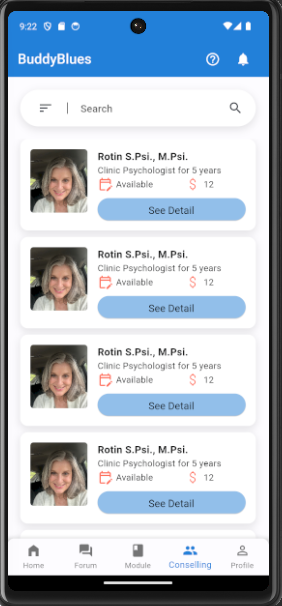 9:22
BuddyBlues
Search
Rotin S.Psi., M.Psi.
Clinic Psychologist for 5 years
Available $ 12
See Detail
Rotin S.Psi., M.Psi.
Clinic Psychologist for 5 years
Available $ 12
See Detail
Rotin S.Psi., M.Psi.
Clinic Psychologist for 5 years
Available $ 12
See Detail
Rotin S.Psi., M.Psi.
Clinic Psychologist for 5 years
Available $ 12
See Detail
Home Forum Module Conselling Profile